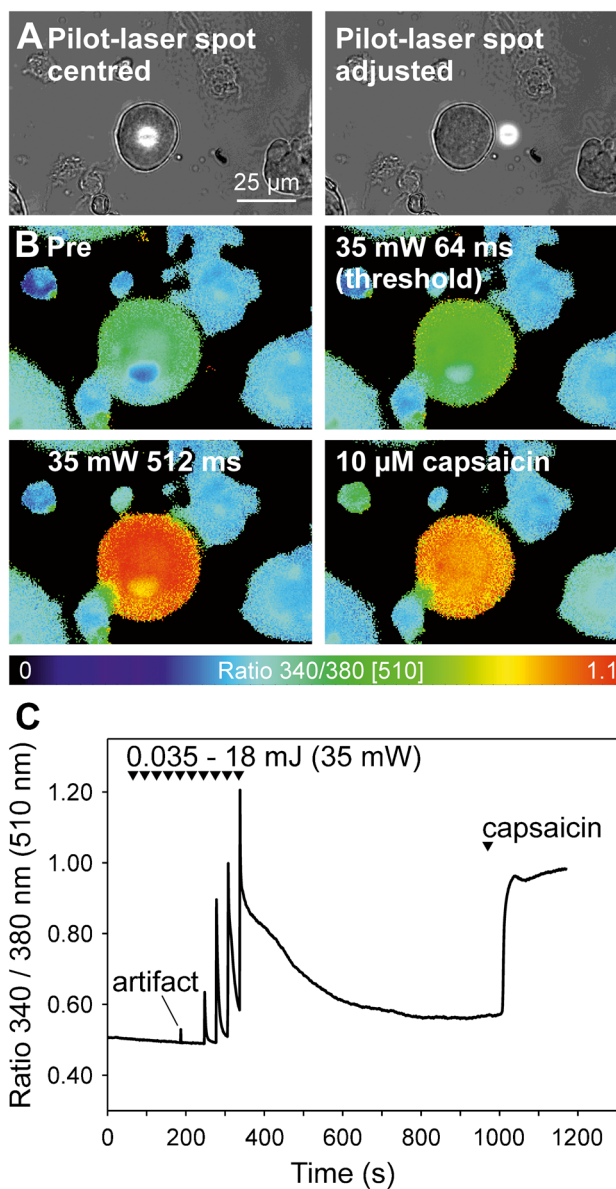 A Pilot-laser spot
centred
Pilot-laser spot
adjusted
25 µm
B Pre
35 mW 64 ms
(threshold)
35 mW 512 ms
10 µM capsaicin
0 Ratio 340/380 [510] 1.1
C
0.035 - 18 mJ (35 mW)
capsaicin
artifact
1.20
1.00
0.80
0.60
0.40
Ratio 340 / 380 nm (510 nm)
0 200 400 600 800 1000 1200
Time (s)